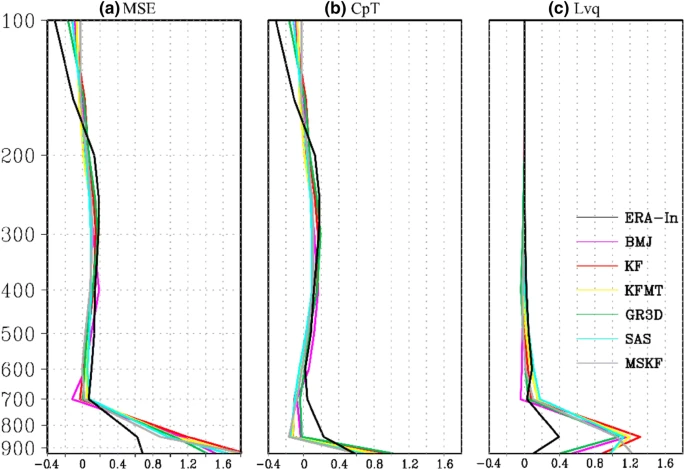 (a) MSE (b) CpT (c) Lvq
100
200
300
400
500
600
700
800
900
ERA-In
BMJ
KF
KFMT
GR3D
SAS
MSKF
−0.4 0 0.4 0.8 1.2 1.6 −0.4 0 0.4 0.8 1.2 1.6 −0.4 0 0.4 0.8 1.2 1.6